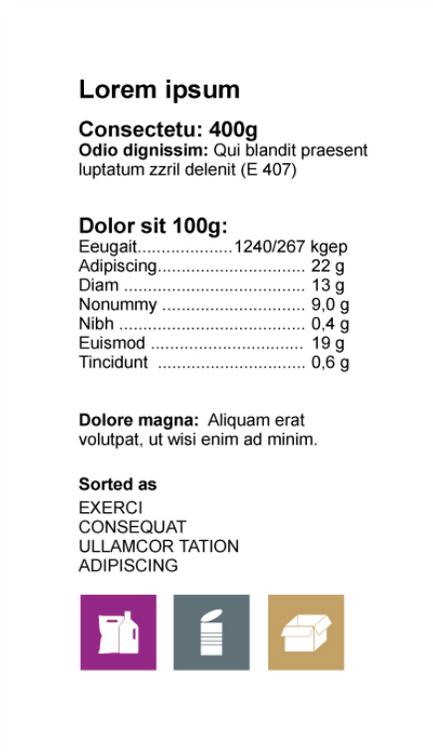 Lorem ipsum
Consectetu: 400g
Odio dignissim: Qui blandit praesent
luptatum zzril delenit (E 407)
Dolor sit 100g:
Eeugait....................1240/267 kgep
Adipiscing............................... 22 g
Diam ...................................... 13 g
Nonummy .............................. 9,0 g
Nibh ....................................... 0,4 g
Euismod ................................ 19 g
Tincidunt ............................... 0,6 g
Dolore magna: Aliquam erat
volutpat, ut wisi enim ad minim.
Sorted as
EXERCI
CONSEQUAT
ULLAMCOR TATION
ADIPISCING